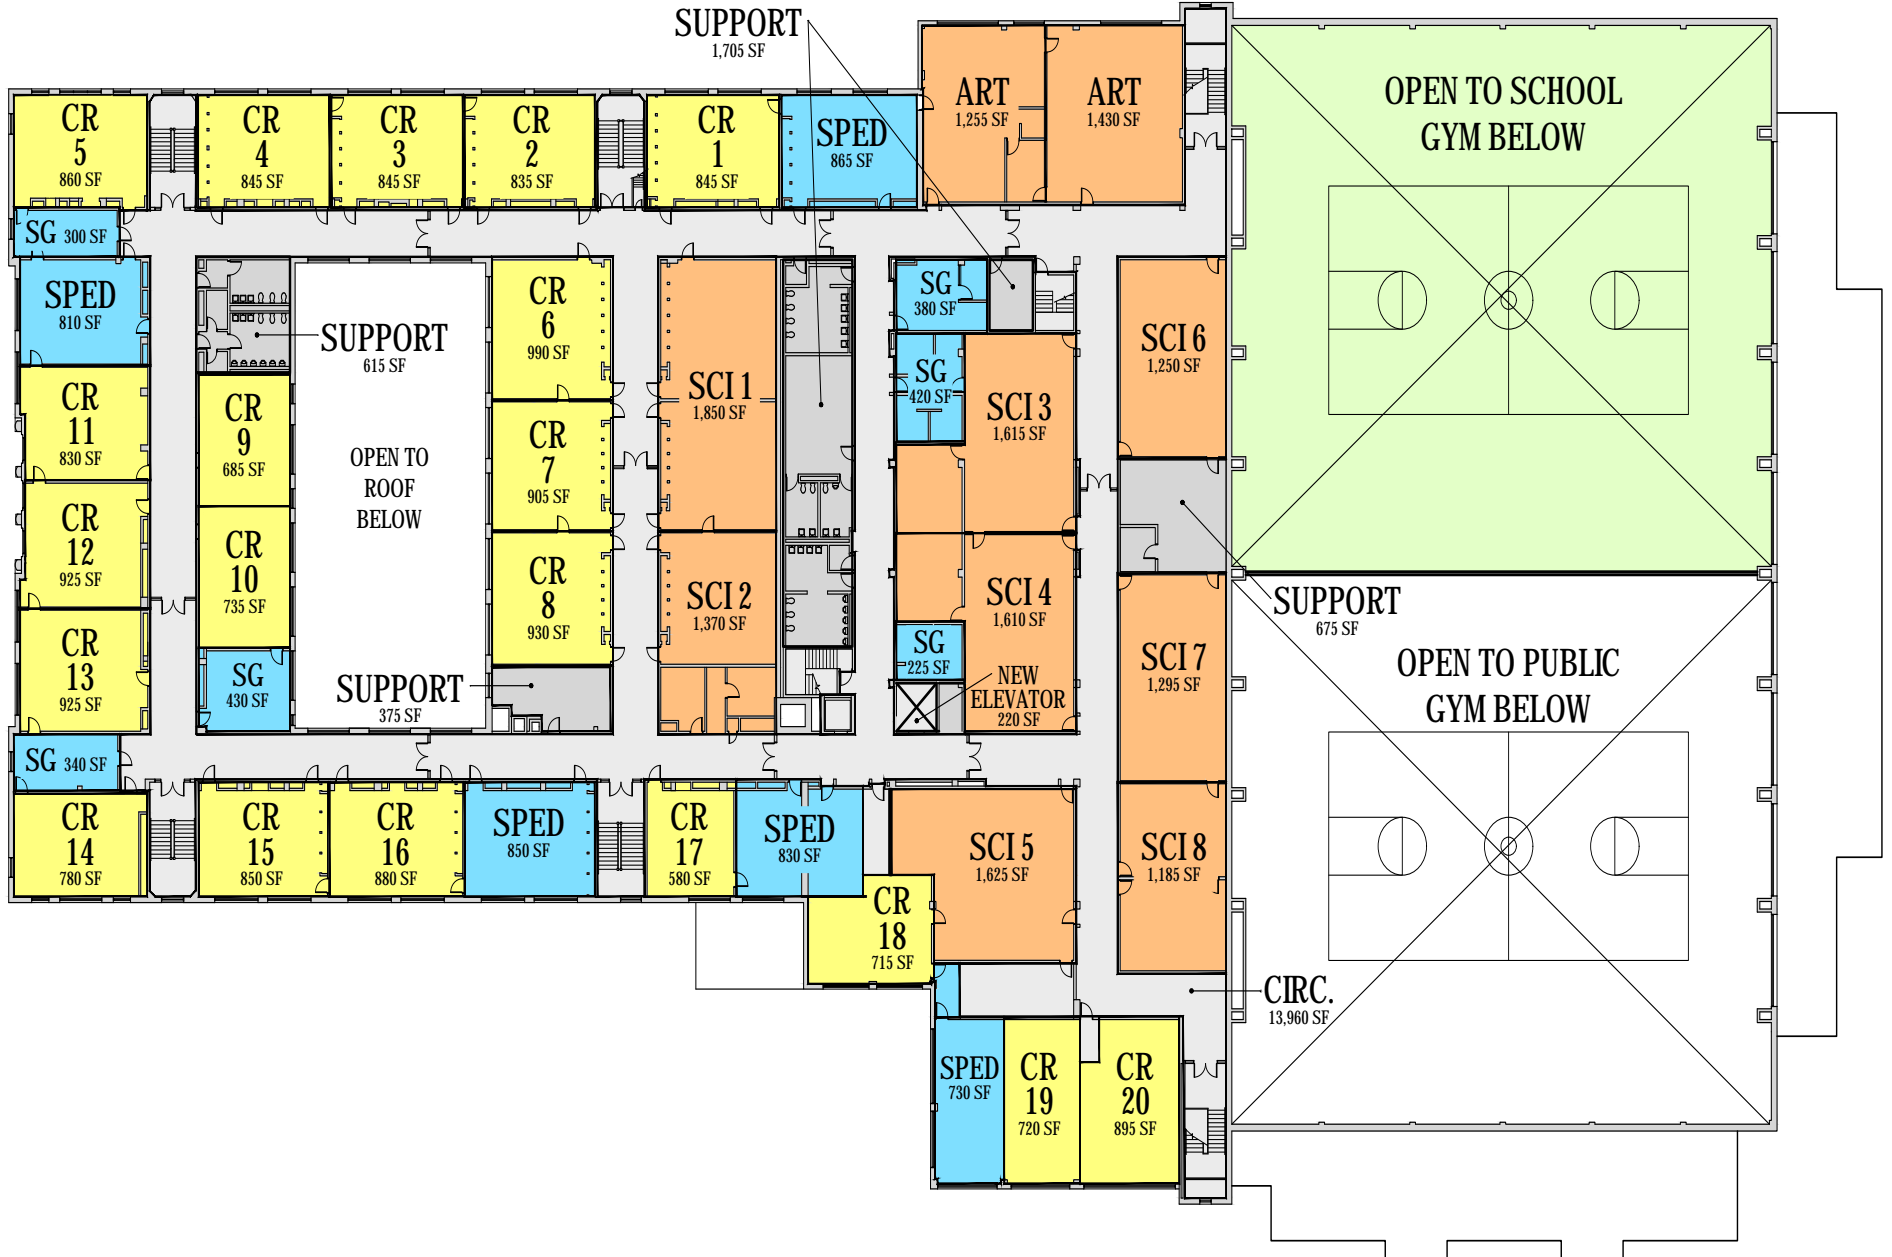 SUPPORT
1,705 SF
ART
1,255 SF
ART
1,430 SF
OPEN TO SCHOOL
GYM BELOW
CR
5
860 SF
CR
4
845 SF
CR
3
845 SF
CR
2
835 SF
CR
1
845 SF
SPED
865 SF
SG 300 SF
SPED
810 SF
SUPPORT
615 SF
CR
6
990 SF
SCI 1
1,850 SF
SG
380 SF
SG
420 SF
SCI 3
1,615 SF
SCI 6
1,250 SF
CR
11
830 SF
CR
9
685 SF
OPEN TO
ROOF
BELOW
CR
7
905 SF
CR
12
925 SF
CR
10
735 SF
CR
8
930 SF
SCI 2
1,370 SF
SCI 4
1,610 SF
SUPPORT
675 SF
CR
13
925 SF
SG
430 SF
SUPPORT
375 SF
SG
225 SF
NEW
ELEVATOR
220 SF
SCI 7
1,295 SF
OPEN TO PUBLIC
GYM BELOW
SG 340 SF
CR
14
780 SF
CR
15
850 SF
CR
16
880 SF
SPED
850 SF
CR
17
580 SF
SPED
830 SF
SCI 5
1,625 SF
SCI 8
1,185 SF
CR
18
715 SF
CIRC.
13,960 SF
SPED
730 SF
CR
19
720 SF
CR
20
895 SF